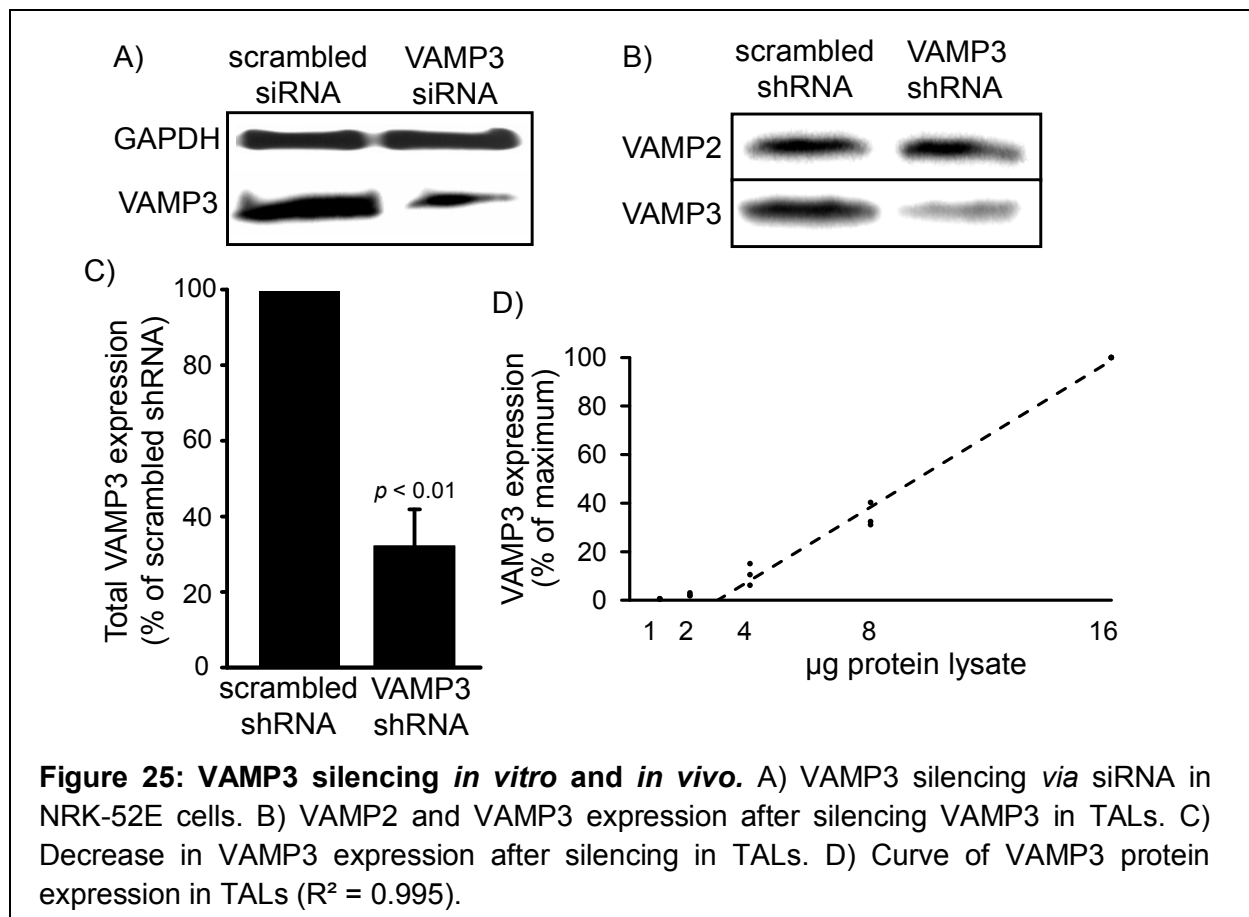 A)
scrambled siRNA
VAMP3 siRNA
GAPDH
VAMP3
B)
scrambled shRNA
VAMP3 shRNA
VAMP2
VAMP3
C)
Total VAMP3 expression
(% of scrambled shRNA)
100
80
60
40
20
0
p < 0.01
scrambled shRNA
VAMP3 shRNA
D)
VAMP3 expression
(% of maximum)
100
80
60
40
20
0
1 2 4 8 16
µg protein lysate
Figure 25: VAMP3 silencing in vitro and in vivo. A) VAMP3 silencing via siRNA in
NRK-52E cells. B) VAMP2 and VAMP3 expression after silencing VAMP3 in TALs. C)
Decrease in VAMP3 expression after silencing in TALs. D) Curve of VAMP3 protein
expression in TALs (R² = 0.995).